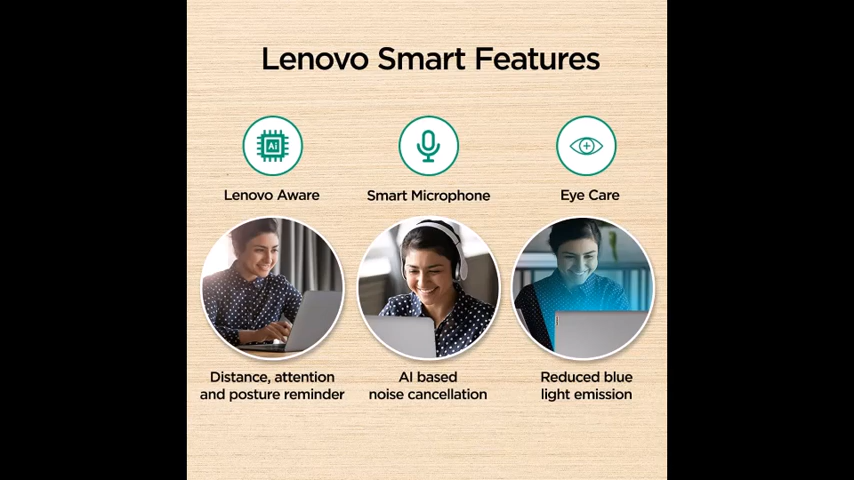 Lenovo Smart Features
Ai
Lenovo Aware
Smart Microphone
Eye Care
Distance, attention
and posture reminder
AI based
noise cancellation
Reduced blue
light emission